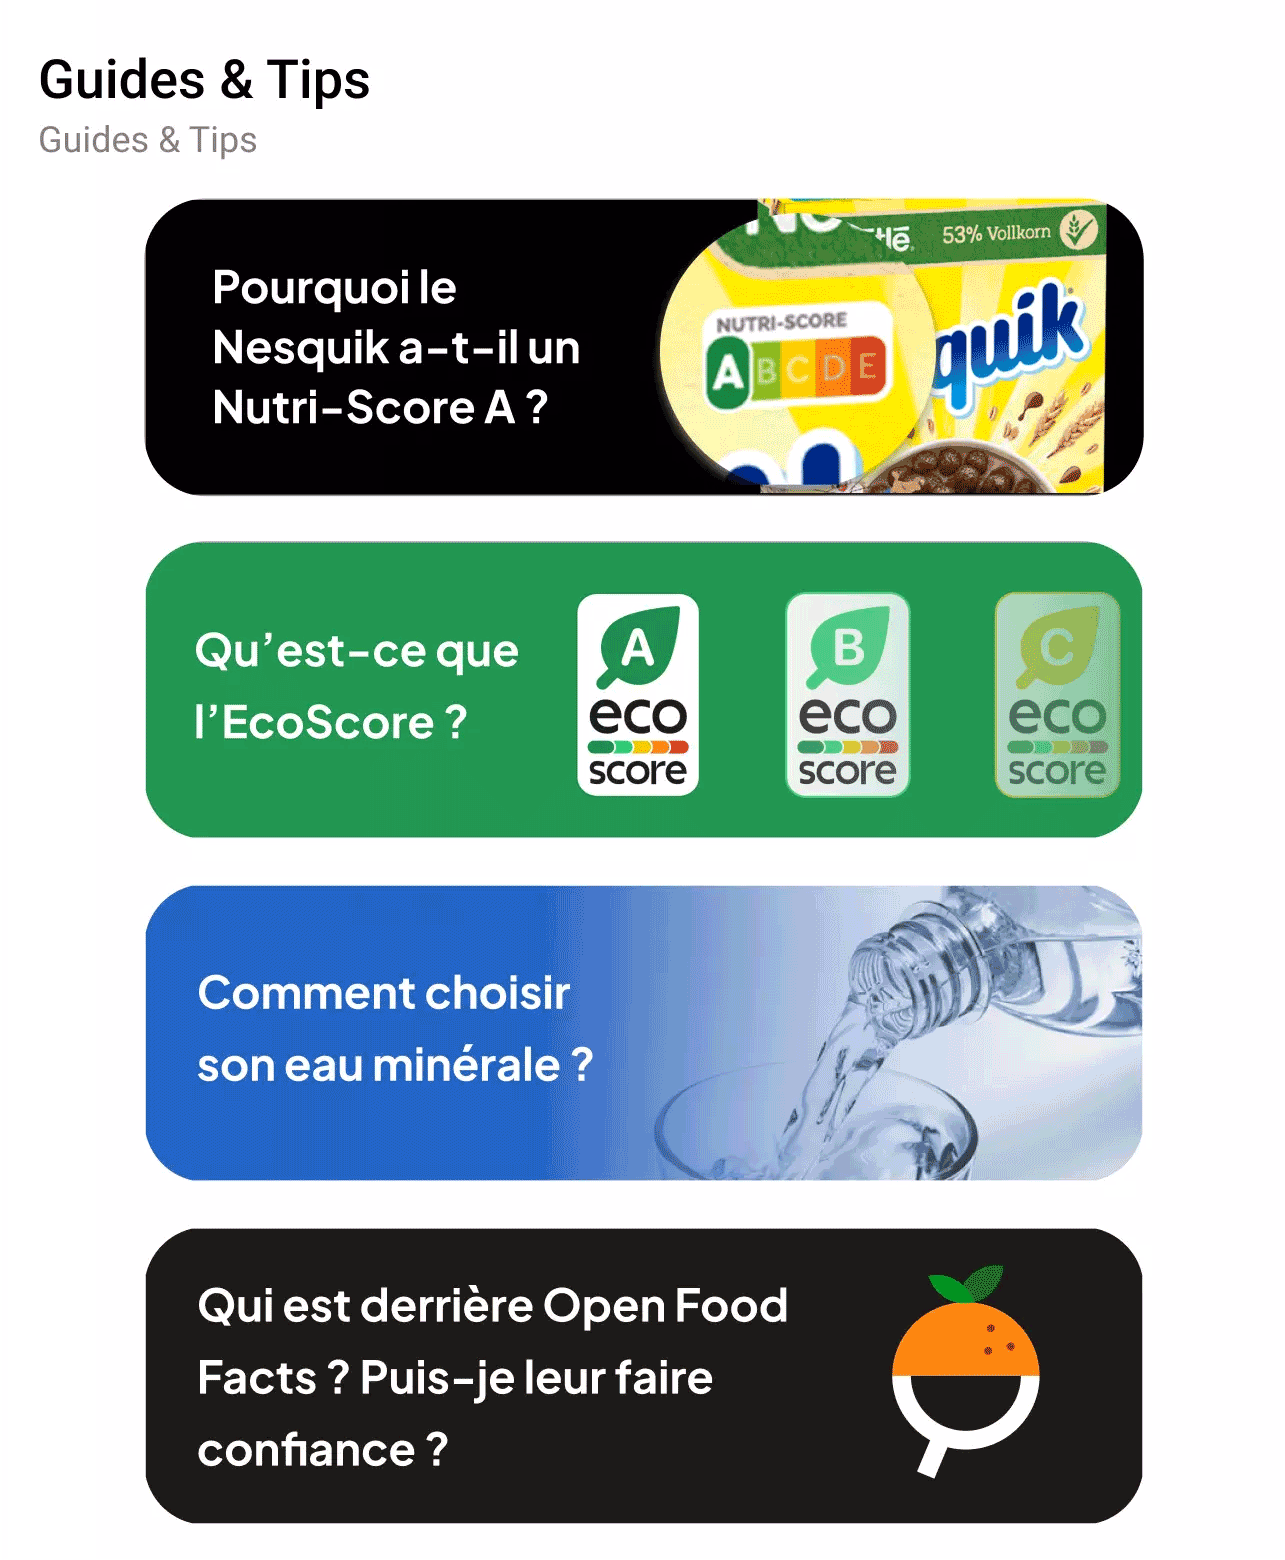 Guides & Tips
Guides & Tips
Pourquoi le
Nesquik a-t-il un
Nutri-Score A ?
53% Vollkorn
NUTRI-SCORE
A B C D E
quik
Qu’est-ce que
l’EcoScore ?
A
eco
score
B
eco
score
C
eco
score
Comment choisir
son eau minérale ?
Qui est derrière Open Food
Facts ? Puis-je leur faire
confiance ?